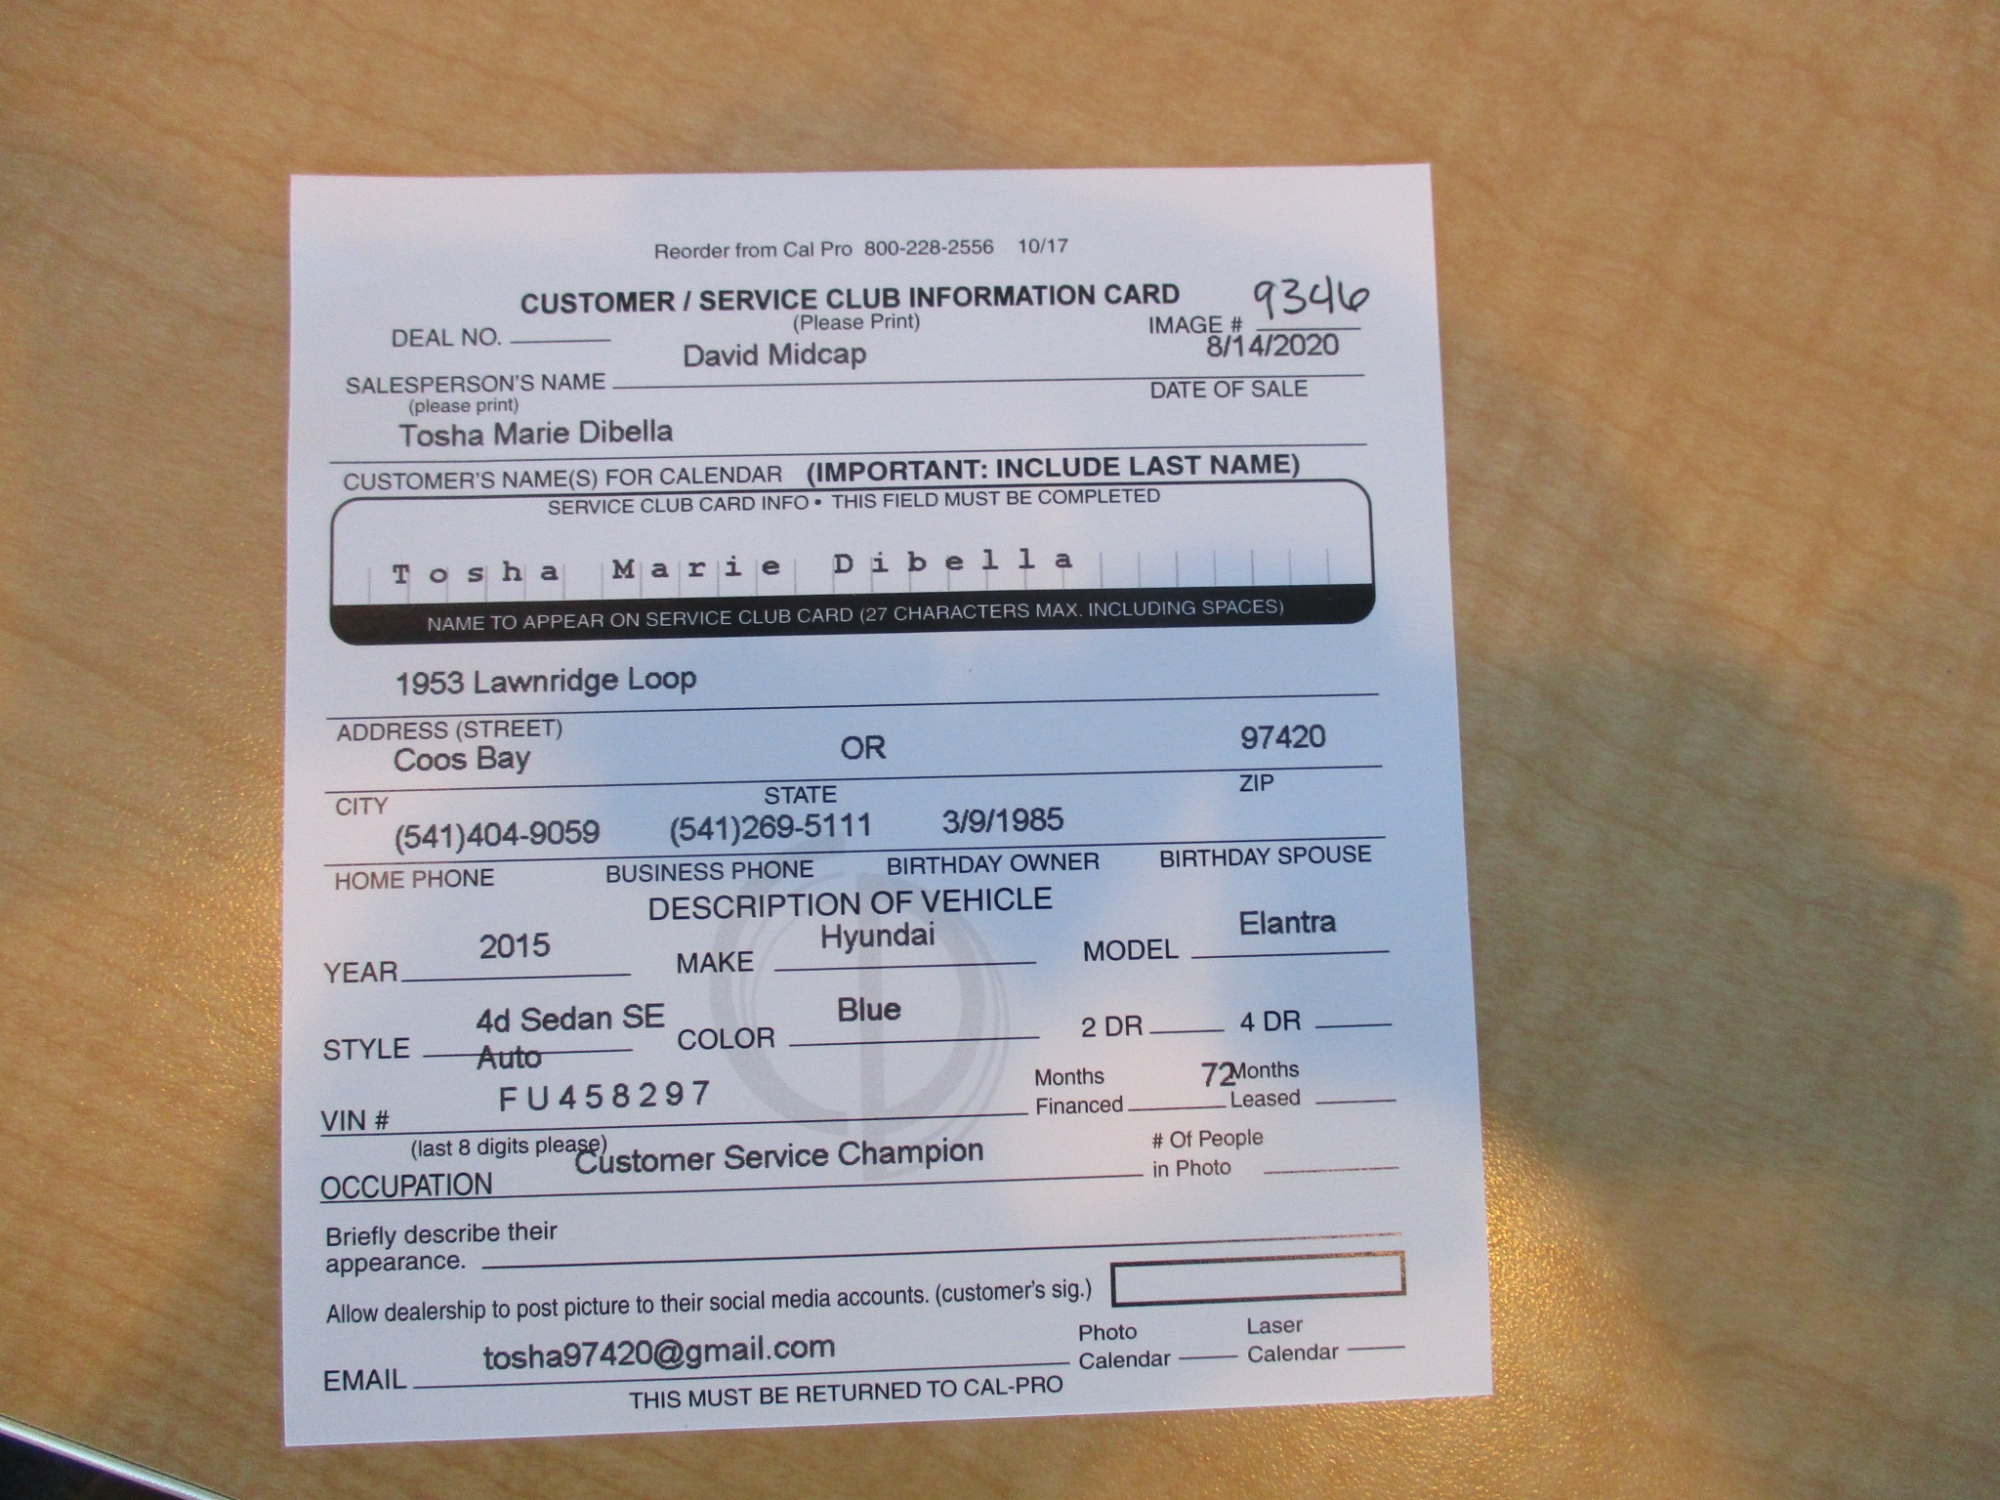 Reorder from Cal Pro 800-228-2556 10/17
CUSTOMER / SERVICE CLUB INFORMATION CARD 9346
(Please Print)
DEAL NO. IMAGE #
David Midcap 8/14/2020
SALESPERSON'S NAME DATE OF SALE
(please print)
Tosha Marie Dibella
CUSTOMER'S NAME(S) FOR CALENDAR (IMPORTANT: INCLUDE LAST NAME)
SERVICE CLUB CARD INFO • THIS FIELD MUST BE COMPLETED
Tosha Marie Dibella
NAME TO APPEAR ON SERVICE CLUB CARD (27 CHARACTERS MAX. INCLUDING SPACES)
1953 Lawnridge Loop
ADDRESS (STREET)
Coos Bay OR 97420
CITY STATE ZIP
(541)404-9059 (541)269-5111 3/9/1985
HOME PHONE BUSINESS PHONE BIRTHDAY OWNER BIRTHDAY SPOUSE
DESCRIPTION OF VEHICLE
YEAR 2015 MAKE Hyundai MODEL Elantra
STYLE 4d Sedan SE Auto COLOR Blue 2 DR 4 DR
VIN # FU458297 Months Financed 72 Months Leased
(last 8 digits please)
OCCUPATION Customer Service Champion # Of People in Photo
Briefly describe their
appearance.
Allow dealership to post picture to their social media accounts. (customer's sig.)
EMAIL tosha97420@gmail.com Photo Calendar Laser Calendar
THIS MUST BE RETURNED TO CAL-PRO